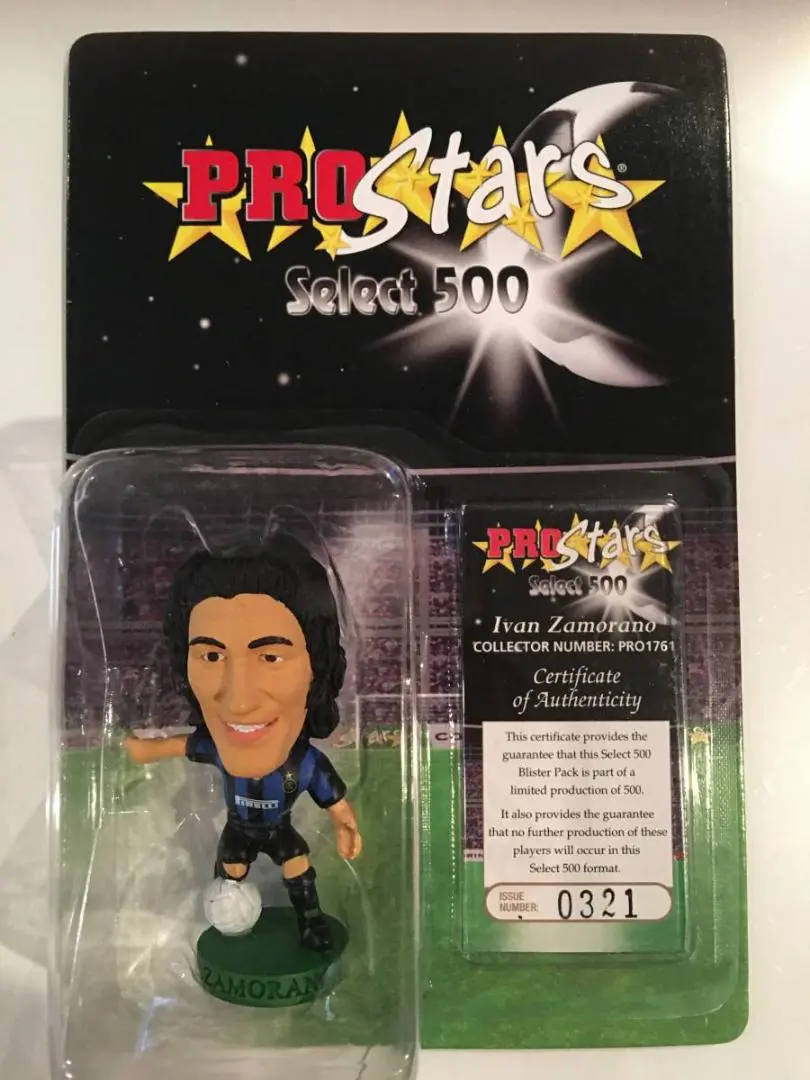 PROStars®
Select 500
PROStars
Select 500
Ivan Zamorano
COLLECTOR NUMBER: PRO1761
Certificate
of Authenticity
This certificate provides the
guarantee that this Select 500
Blister Pack is part of a
limited production of 500.
It also provides the guarantee
that no further production of these
players will occur in this
Select 500 format.
ISSUE
NUMBER: 0321
PIRELLI
Stars
ZAMORAN